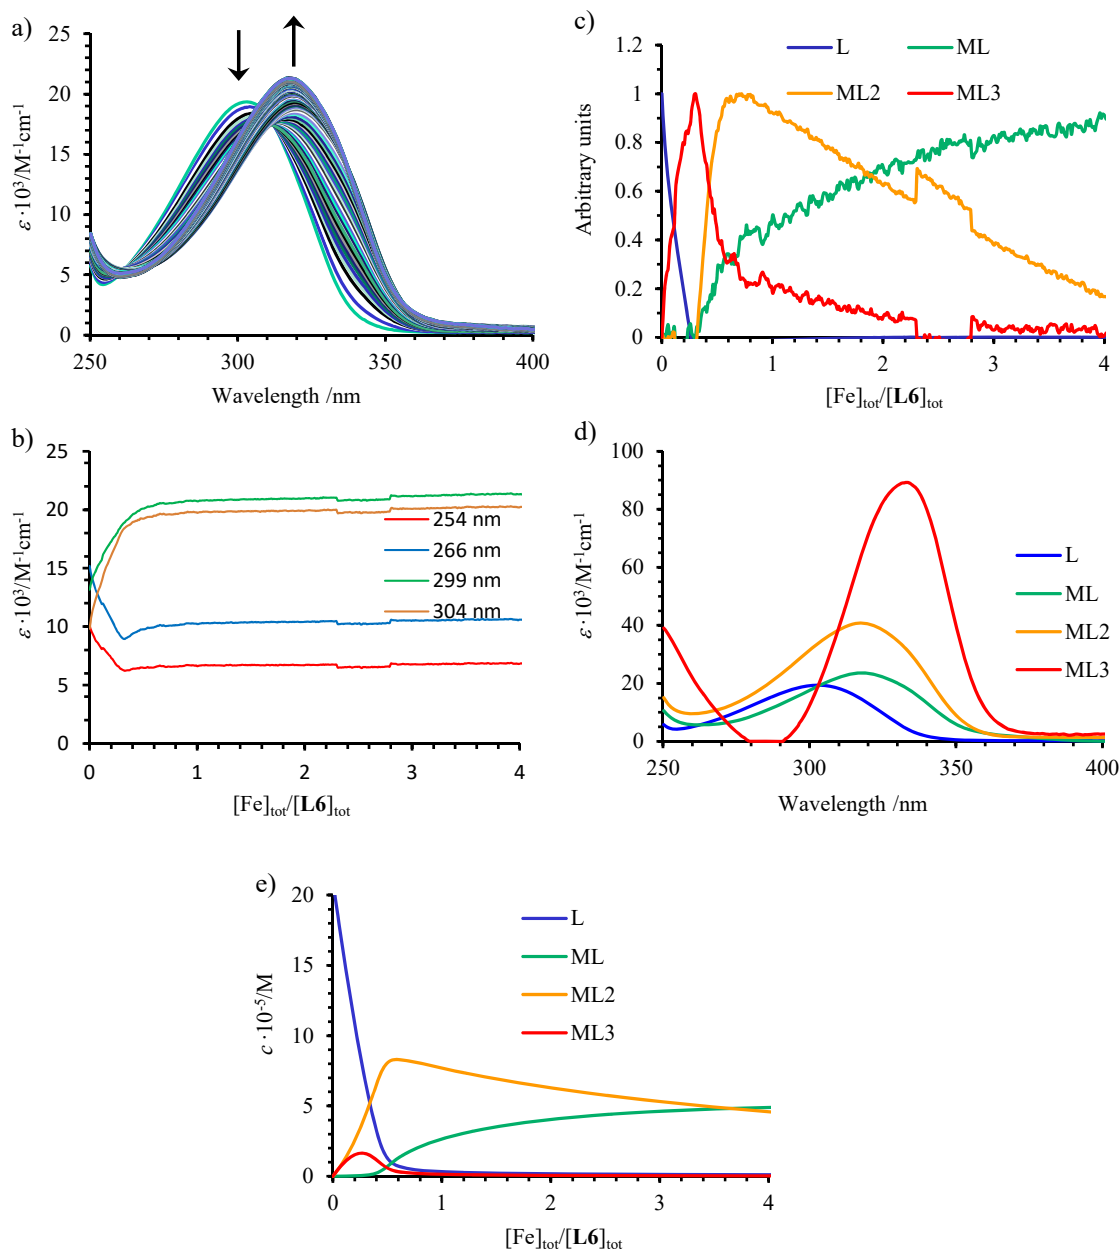 a)
ε·10³/M⁻¹cm⁻¹
25
20
15
10
5
0
250 300 350 400
Wavelength /nm
c)
L ML
ML2 ML3
Arbitrary units
1.2
1
0.8
0.6
0.4
0.2
0
0 1 2 3 4
[Fe]tot/[L6]tot
b)
ε·10³/M⁻¹cm⁻¹
25
20
15
10
5
0
254 nm
266 nm
299 nm
304 nm
0 1 2 3 4
[Fe]tot/[L6]tot
d)
ε·10³/M⁻¹cm⁻¹
100
80
60
40
20
0
L
ML
ML2
ML3
250 300 350 400
Wavelength /nm
e)
c·10⁻⁵/M
20
15
10
5
0
L
ML
ML2
ML3
0 1 2 3 4
[Fe]tot/[L6]tot